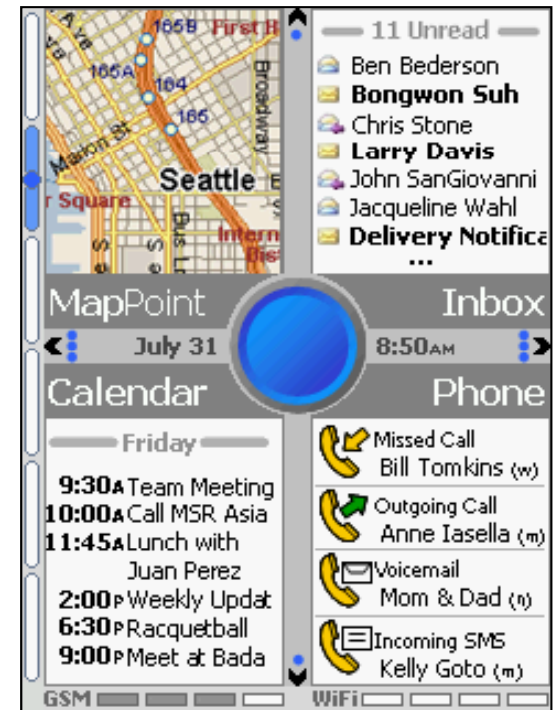 165B First H
165A
164
165
Broadway
Marion St
Seattle E
r Square
Bus Ln
Intern
Dist
S
MapPoint
11 Unread
Ben Bederson
Bongwon Suh
Chris Stone
Larry Davis
John SanGiovanni
Jacqueline Wahl
Delivery Notifica
...
Inbox
July 31
8:50AM
Calendar
Friday
9:30A Team Meeting
10:00A Call MSR Asia
11:45A Lunch with
Juan Perez
2:00P Weekly Updat
6:30P Racquetball
9:00P Meet at Bada
Phone
Missed Call
Bill Tomkins (w)
Outgoing Call
Anne Iasella (m)
Voicemail
Mom & Dad (h)
Incoming SMS
Kelly Goto (m)
GSM
WiFi